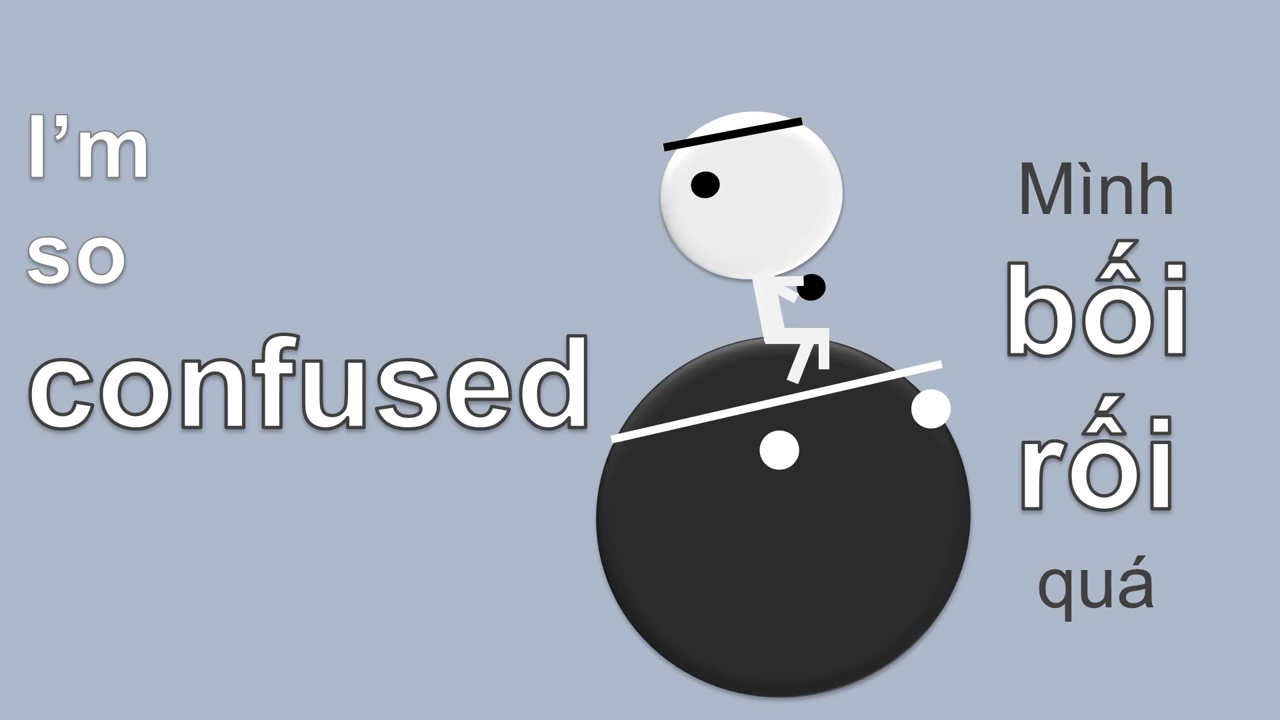 I’m
so
confused
Mình
bối
rối
quá